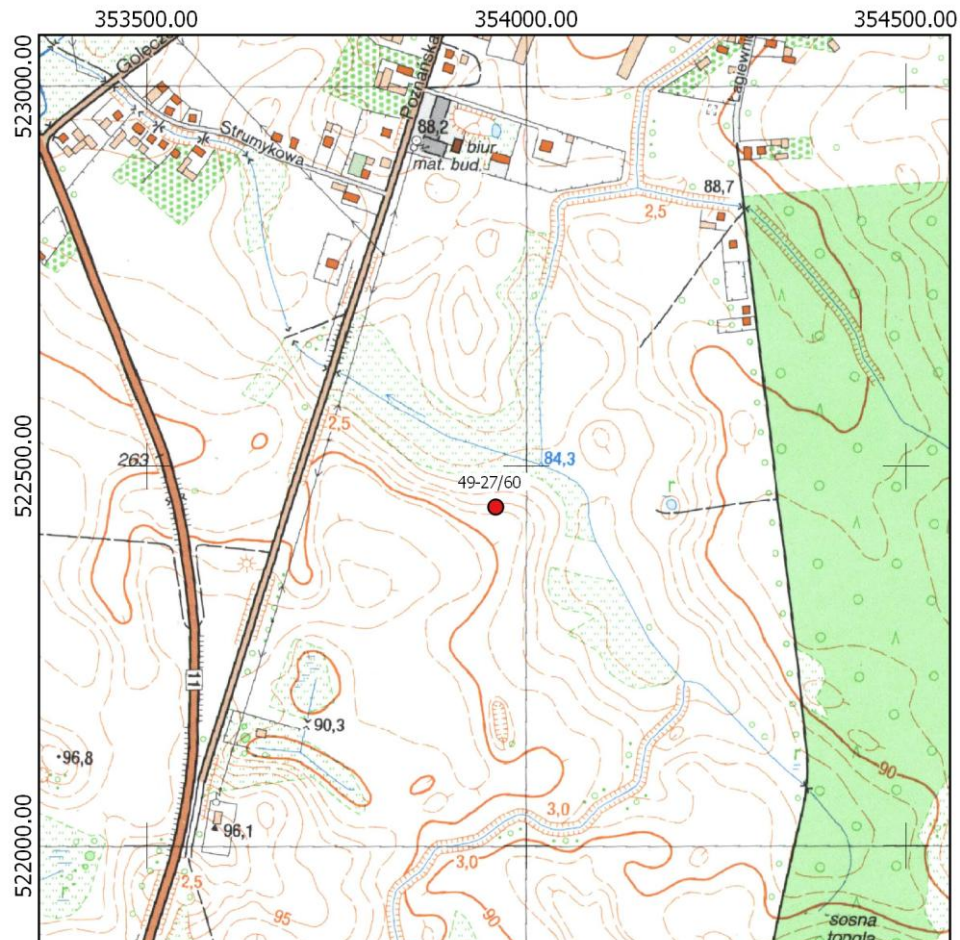 353500.00
354000.00
354500.00
523000.00
522500.00
522000.00
Strumykowa
Poznańska
88,2
biur
mat. bud.
88,7
2,5
2,5
263
84,3
49-27/60
r
11
90,3
96,8
96,1
r
90
3,0
3,0
2,5
95
90
r
sosna
topola